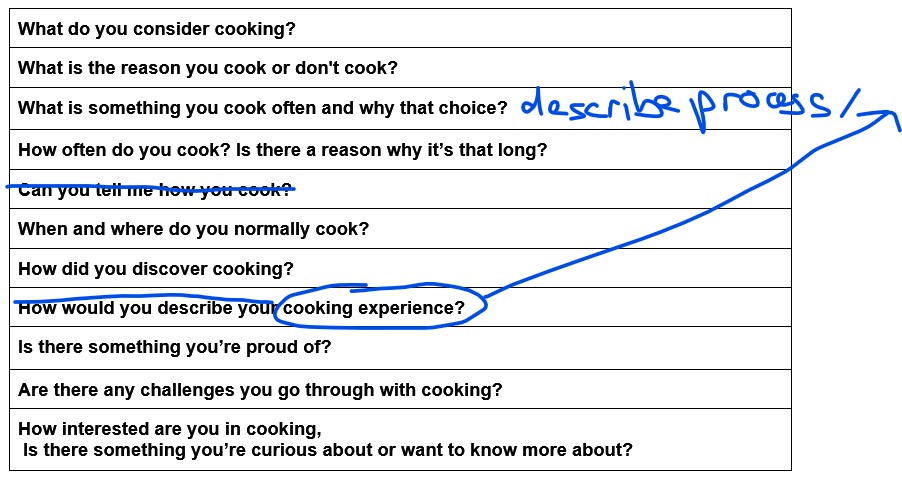 What do you consider cooking?
What is the reason you cook or don't cook?
What is something you cook often and why that choice? describe process/
How often do you cook? Is there a reason why it's that long?
Can you tell me how you cook?
When and where do you normally cook?
How did you discover cooking?
How would you describe your cooking experience?
Is there something you're proud of?
Are there any challenges you go through with cooking?
How interested are you in cooking,
Is there something you're curious about or want to know more about?